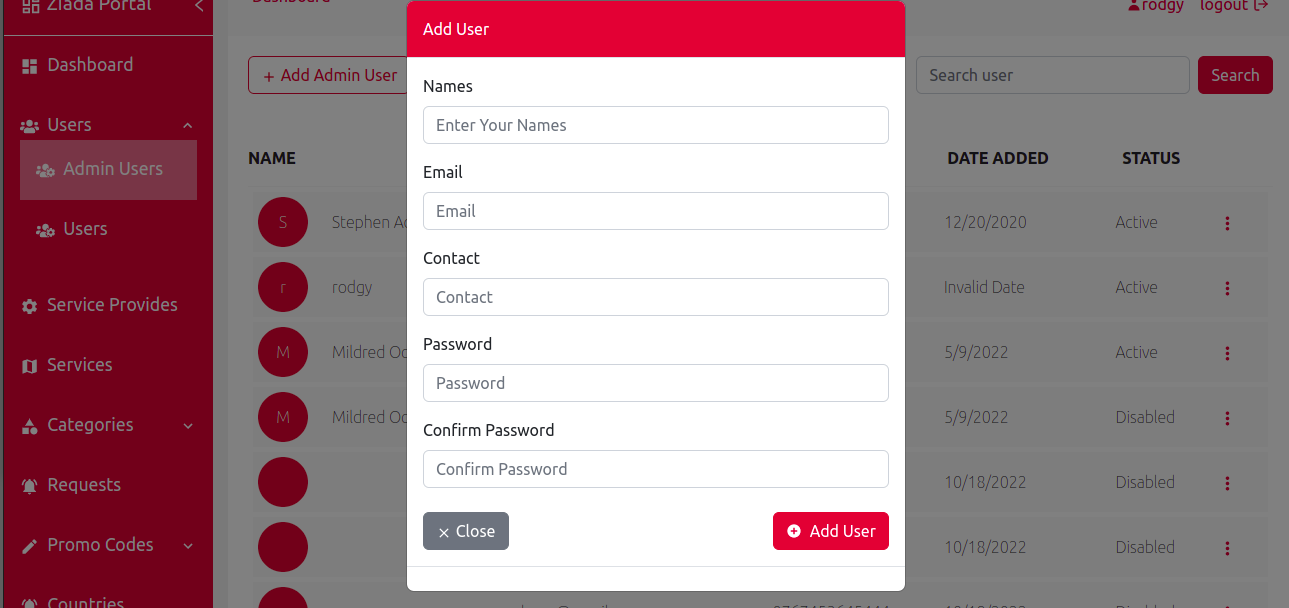 Ziada Portal
Dashboard
rodgy
logout
Dashboard
+ Add Admin User
Search user
Search
Users
Admin Users
Users
Service Provides
Services
Categories
Requests
Promo Codes
Countries
Add User
Names
Enter Your Names
Email
Email
Contact
Contact
Password
Password
Confirm Password
Confirm Password
× Close
Add User
NAME DATE ADDED STATUS
S Stephen 12/20/2020 Active
r rodgy Invalid Date Active
M Mildred 5/9/2022 Active
M Mildred 5/9/2022 Disabled
10/18/2022 Disabled
10/18/2022 Disabled